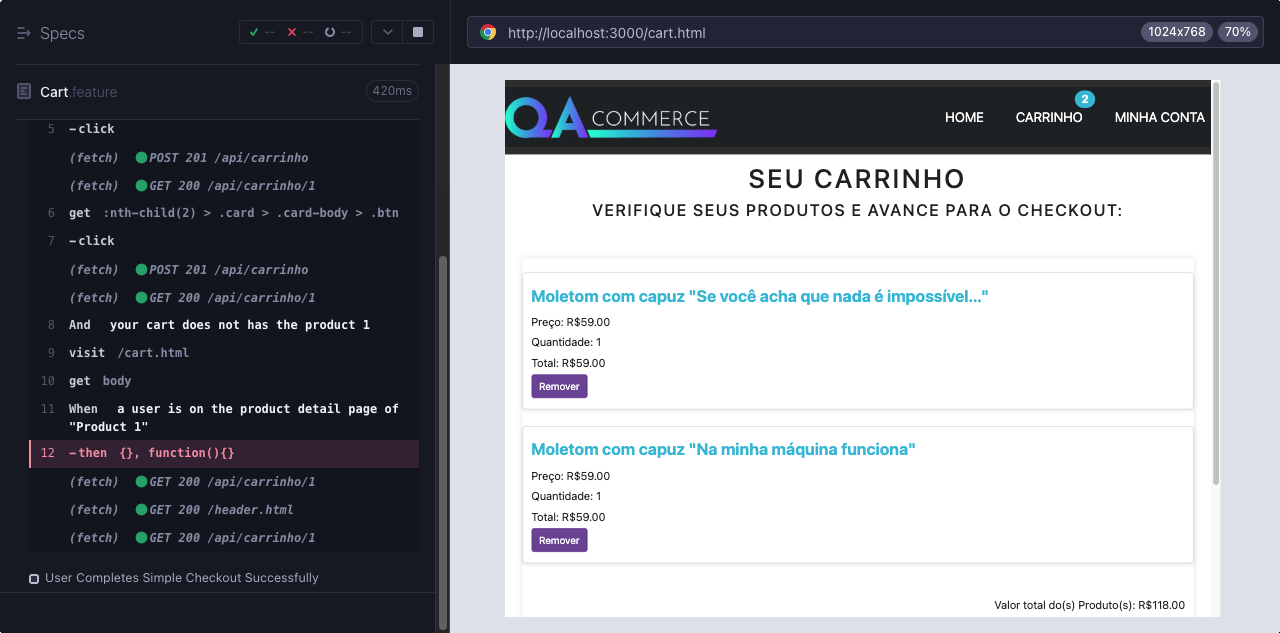 Specs
--
--
--
http://localhost:3000/cart.html
1024x768
70%
Cart.feature
420ms
5 -click
(fetch) POST 201 /api/carrinho
(fetch) GET 200 /api/carrinho/1
6 get :nth-child(2) > .card > .card-body > .btn
7 -click
(fetch) POST 201 /api/carrinho
(fetch) GET 200 /api/carrinho/1
8 And your cart does not has the product 1
9 visit /cart.html
10 get body
11 When a user is on the product detail page of
"Product 1"
12 -then {}, function(){}
(fetch) GET 200 /api/carrinho/1
(fetch) GET 200 /header.html
(fetch) GET 200 /api/carrinho/1
User Completes Simple Checkout Successfully
QA COMMERCE
HOME
CARRINHO
2
MINHA CONTA
SEU CARRINHO
VERIFIQUE SEUS PRODUTOS E AVANCE PARA O CHECKOUT:
Moletom com capuz "Se você acha que nada é impossível..."
Preço: R$59.00
Quantidade: 1
Total: R$59.00
Remover
Moletom com capuz "Na minha máquina funciona"
Preço: R$59.00
Quantidade: 1
Total: R$59.00
Remover
Valor total do(s) Produto(s): R$118.00